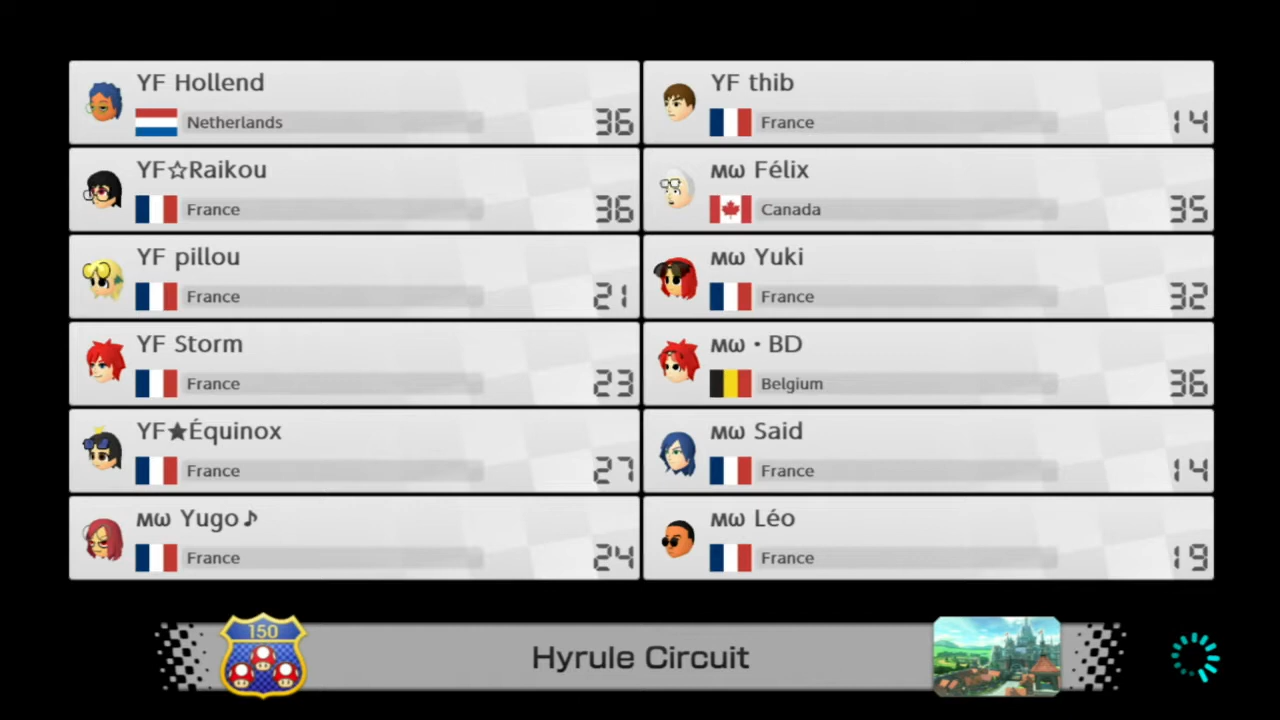 YF Hollend
Netherlands
36
YF☆Raikou
France
36
YF pillou
France
21
YF Storm
France
23
YF★Équinox
France
27
мω Yugo♪
France
24
YF thib
France
14
мω Félix
Canada
35
мω Yuki
France
32
мω・BD
Belgium
36
мω Said
France
14
мω Léo
France
19
150
Hyrule Circuit